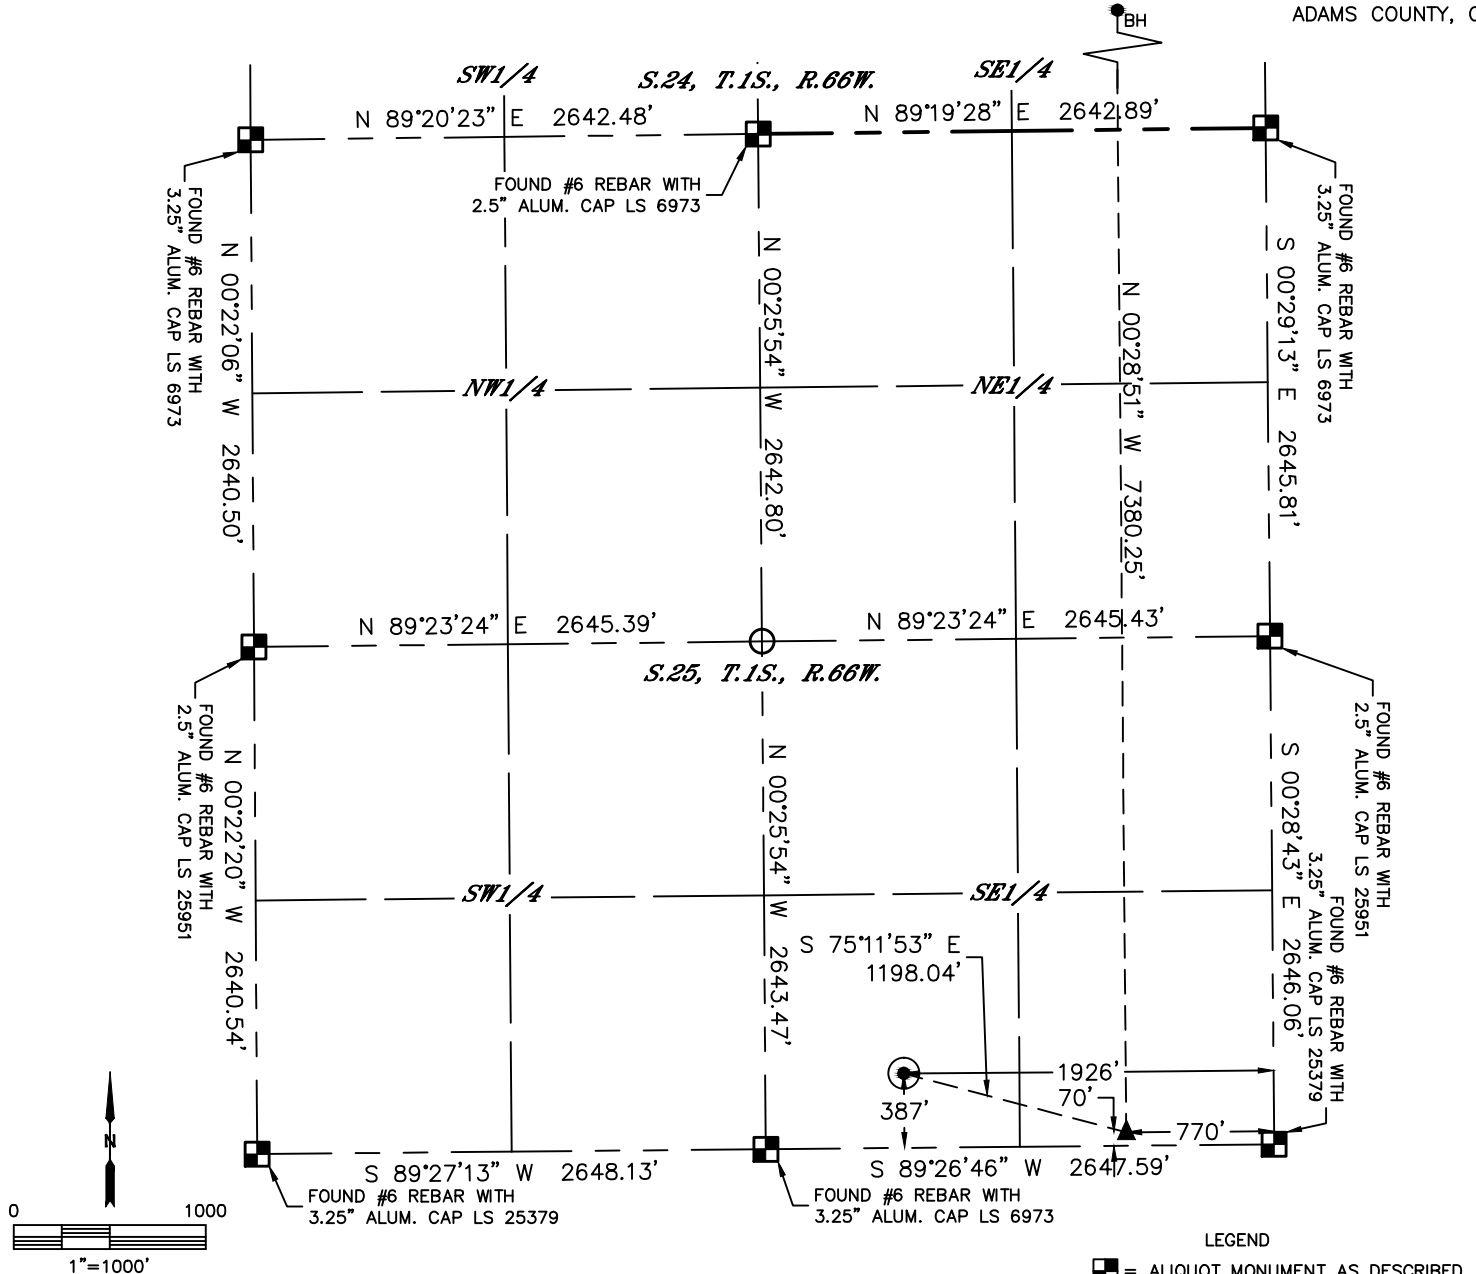 BH
ADAMS COUNTY, C
SW1/4
S.24, T.1S., R.66W.
SE1/4
N 89°20'23" E 2642.48'
N 89°19'28" E 2642.89'
FOUND #6 REBAR WITH
2.5" ALUM. CAP LS 6973
FOUND #6 REBAR WITH
3.25" ALUM. CAP LS 6973
N 00°22'06" W 2640.50'
N 00°25'54" W 2642.80'
N 00°28'51" W 7380.25'
S 00°29'13" E 2645.81'
FOUND #6 REBAR WITH
3.25" ALUM. CAP LS 6973
NW1/4
NE1/4
N 89°23'24" E 2645.39'
N 89°23'24" E 2645.43'
S.25, T.1S., R.66W.
FOUND #6 REBAR WITH
2.5" ALUM. CAP LS 25951
N 00°22'20" W 2640.54'
N 00°25'54" W 2643.47'
S 00°28'43" E 2646.06'
FOUND #6 REBAR WITH
2.5" ALUM. CAP LS 25951
FOUND #6 REBAR WITH
3.25" ALUM. CAP LS 25379
SW1/4
SE1/4
S 75°11'53" E
1198.04'
1926'
387'
70'
770'
S 89°27'13" W 2648.13'
S 89°26'46" W 2647.59'
FOUND #6 REBAR WITH
3.25" ALUM. CAP LS 25379
FOUND #6 REBAR WITH
3.25" ALUM. CAP LS 6973
N
0 1000
1"=1000'
LEGEND
= ALIQUOT MONUMENT AS DESCRIBED